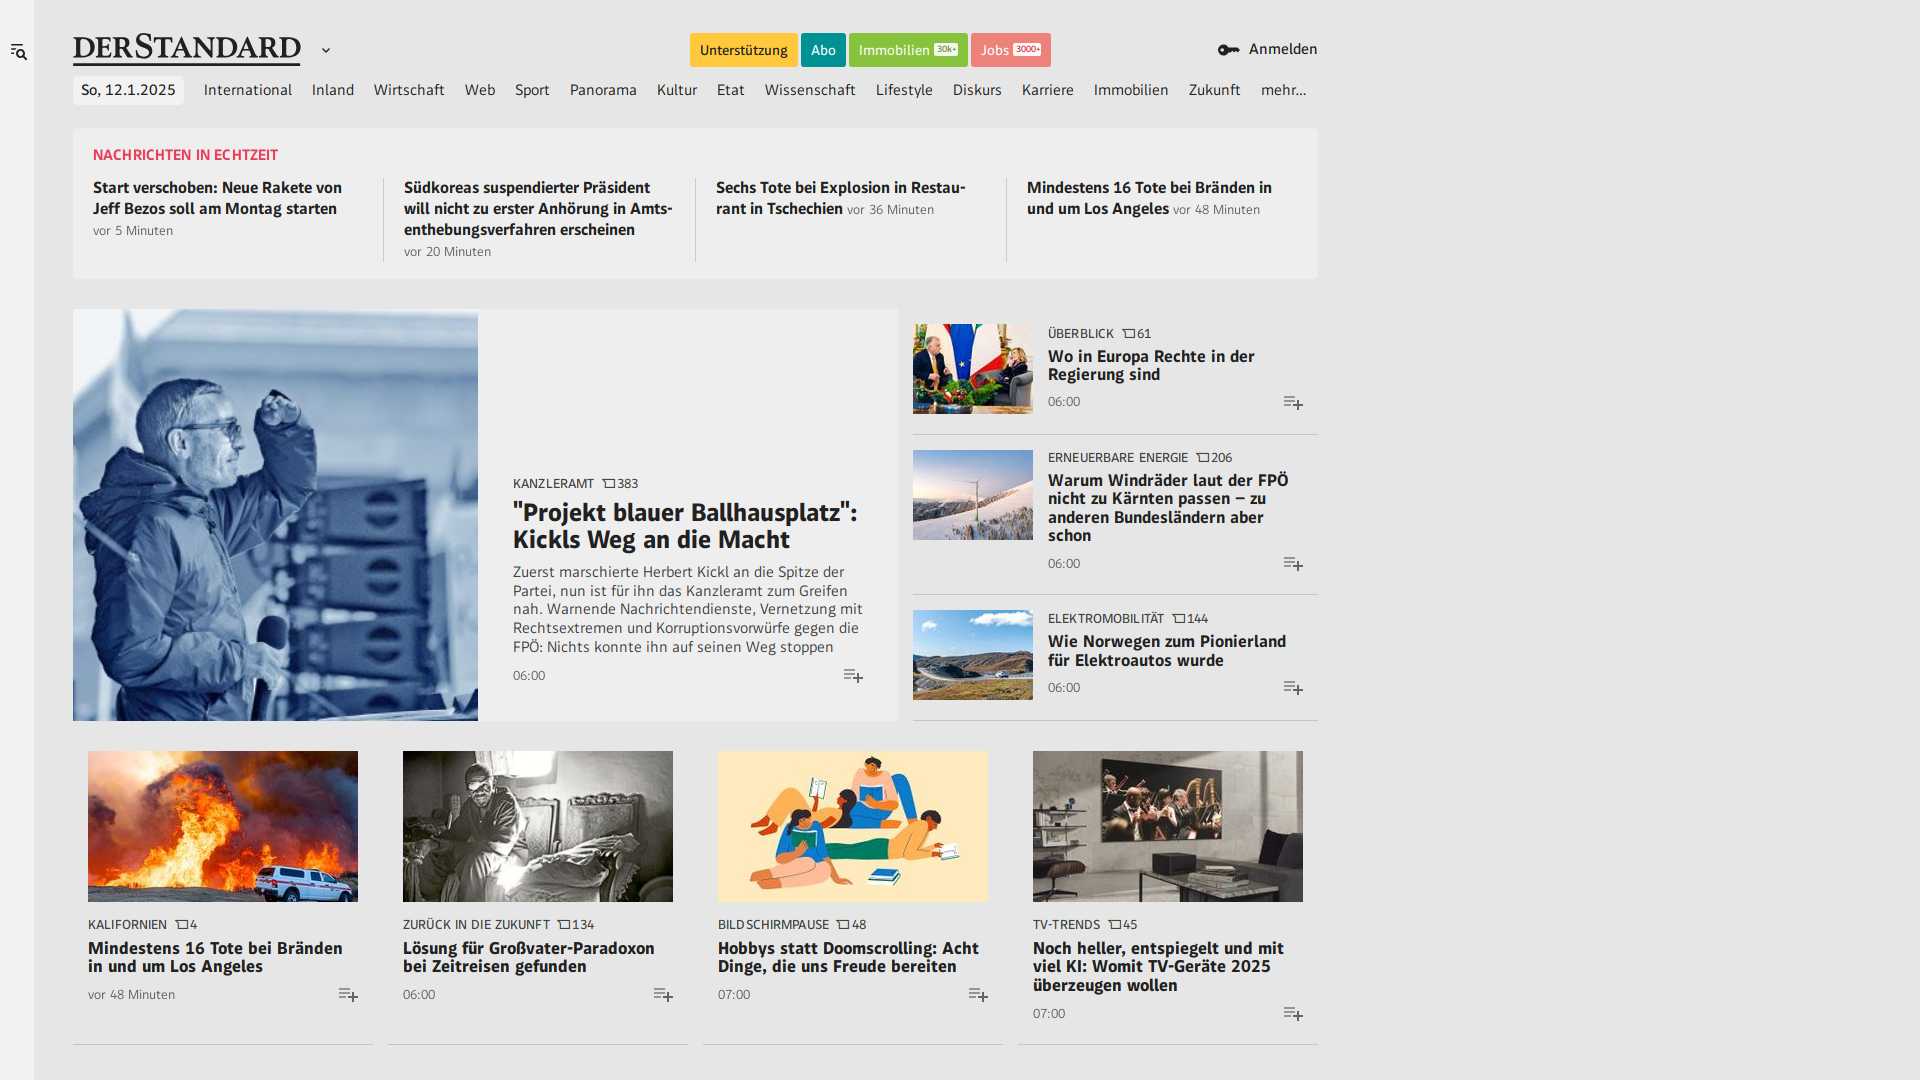 DERSTANDARD
Unterstützung
Abo
Immobilien 30k+
Jobs 3000+
Anmelden
So, 12.1.2025
International
Inland
Wirtschaft
Web
Sport
Panorama
Kultur
Etat
Wissenschaft
Lifestyle
Diskurs
Karriere
Immobilien
Zukunft
mehr...
NACHRICHTEN IN ECHTZEIT
Start verschoben: Neue Rakete von
Jeff Bezos soll am Montag starten
vor 5 Minuten
Südkoreas suspendierter Präsident
will nicht zu erster Anhörung in Amts-
enthebungsverfahren erscheinen
vor 20 Minuten
Sechs Tote bei Explosion in Restau-
rant in Tschechien vor 36 Minuten
Mindestens 16 Tote bei Bränden in
und um Los Angeles vor 48 Minuten
KANZLERAMT 383
"Projekt blauer Ballhausplatz":
Kickls Weg an die Macht
Zuerst marschierte Herbert Kickl an die Spitze der
Partei, nun ist für ihn das Kanzleramt zum Greifen
nah. Warnende Nachrichtendienste, Vernetzung mit
Rechtsextremen und Korruptionsvorwürfe gegen die
FPÖ: Nichts konnte ihn auf seinen Weg stoppen
06:00
ÜBERBLICK 61
Wo in Europa Rechte in der
Regierung sind
06:00
ERNEUERBARE ENERGIE 206
Warum Windräder laut der FPÖ
nicht zu Kärnten passen – zu
anderen Bundesländern aber
schon
06:00
ELEKTROMOBILITÄT 144
Wie Norwegen zum Pionierland
für Elektroautos wurde
06:00
KALIFORNIEN 4
Mindestens 16 Tote bei Bränden
in und um Los Angeles
vor 48 Minuten
ZURÜCK IN DIE ZUKUNFT 134
Lösung für Großvater-Paradoxon
bei Zeitreisen gefunden
06:00
BILDSCHIRMPAUSE 48
Hobbys statt Doomscrolling: Acht
Dinge, die uns Freude bereiten
07:00
TV-TRENDS 45
Noch heller, entspiegelt und mit
viel KI: Womit TV-Geräte 2025
überzeugen wollen
07:00